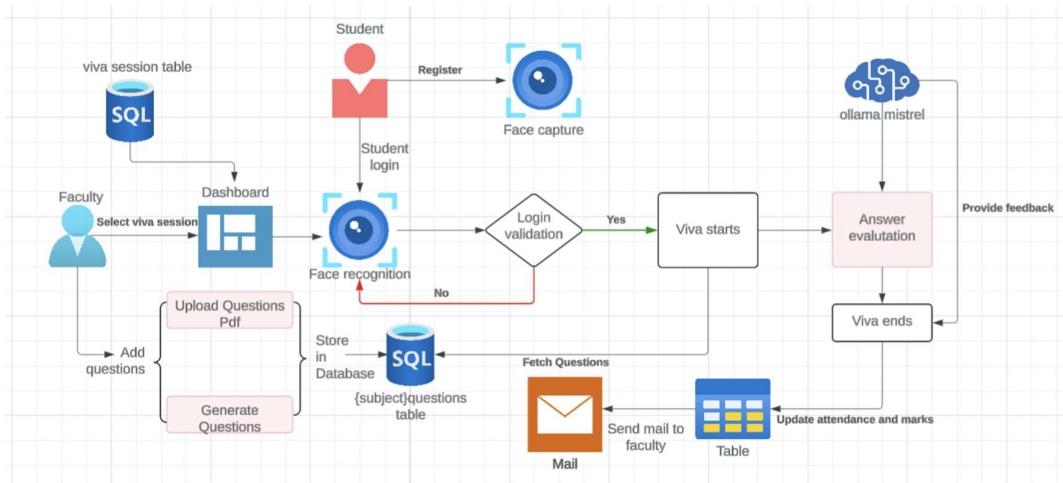 Student
viva session table
SQL
Register
Face capture
ollama mistrel
Student
login
Faculty
Select viva session
Dashboard
Face recognition
Login
validation
Yes
No
Viva starts
Answer
evalutation
Provide feedback
Viva ends
Upload Questions
Pdf
Add
questions
Generate
Questions
Store
in
Database
SQL
{subject}questions
table
Fetch Questions
Update attendance and marks
Table
Send mail to
faculty
Mail